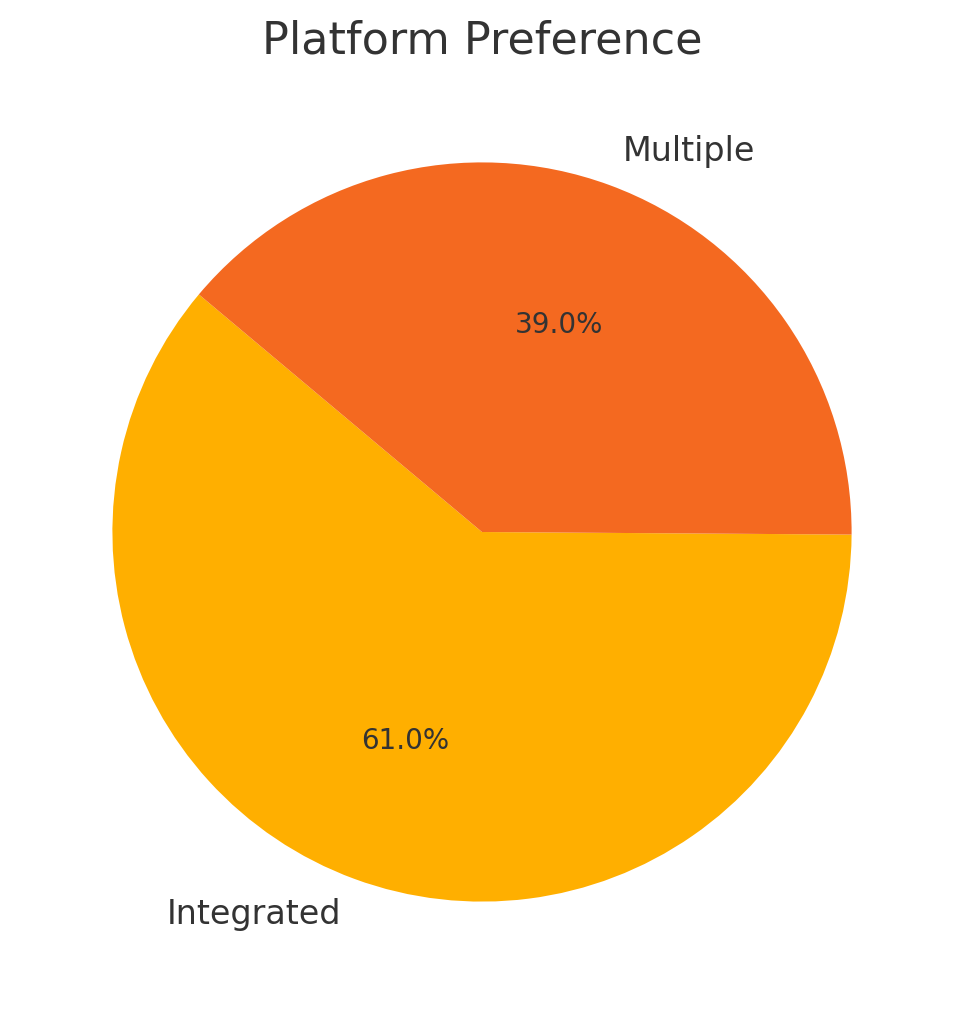 Platform Preference
Multiple
39.0%
61.0%
Integrated